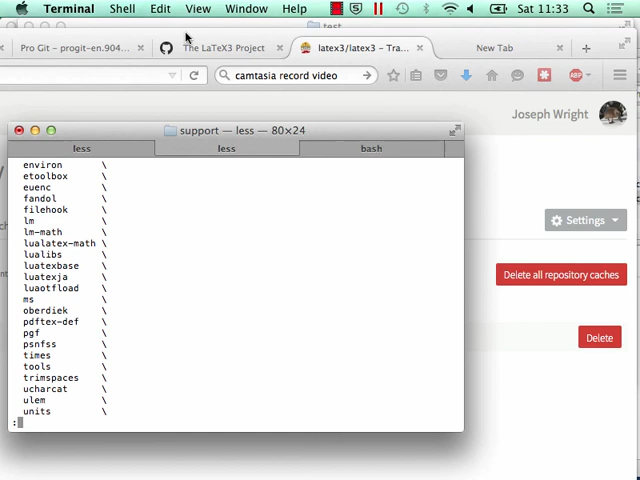 Terminal Shell Edit View Window Help Sat 11:33
test
Pro Git - progit-en.904... The LaTeX3 Project latex3/latex3 - Tra... New Tab
camtasia record video ABP
Joseph Wright
support — less — 80×24
less less bash
environ \
etoolbox \
euenc \
fandol \
filehook \
lm \
lm-math \
lualatex-math \
lualibs \
luatexbase \
luatexja \
luaotfload \
ms \
oberdiek \
pdftex-def \
pgf \
psnfss \
times \
tools \
trimspaces \
ucharcat \
ulem \
units \
:
Settings
Delete all repository caches
Delete